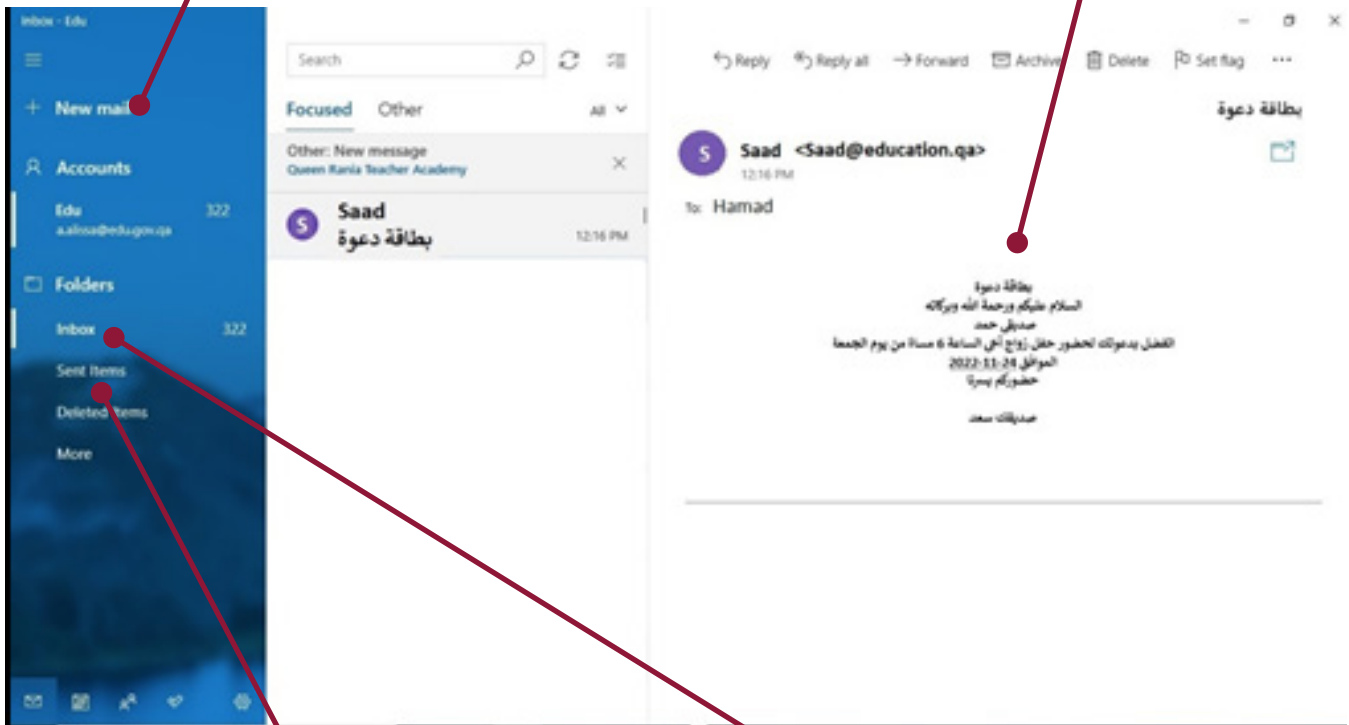 Inbox - Edu
New mail
Accounts
Edu 322
a.alissa@edu.gov.qa
Folders
Inbox 322
Sent Items
Deleted Items
More
Search
Focused Other All
Other: New message
Queen Rania Teacher Academy
S Saad
بطاقة دعوة 12:16 PM
Reply Reply all Forward Archive Delete Set flag ...
بطاقة دعوة
S Saad <Saad@education.qa>
12:16 PM
To: Hamad
بطاقة دعوة
السلام عليكم ورحمة الله وبركاته
صديقي حمد
اتفضل بدعوتك لحضور حفل زواج أخي الساعة 6 مساءً من يوم الجمعة
الموافق 24-11-2022
حضوركم يسرنا
صديقك سعد